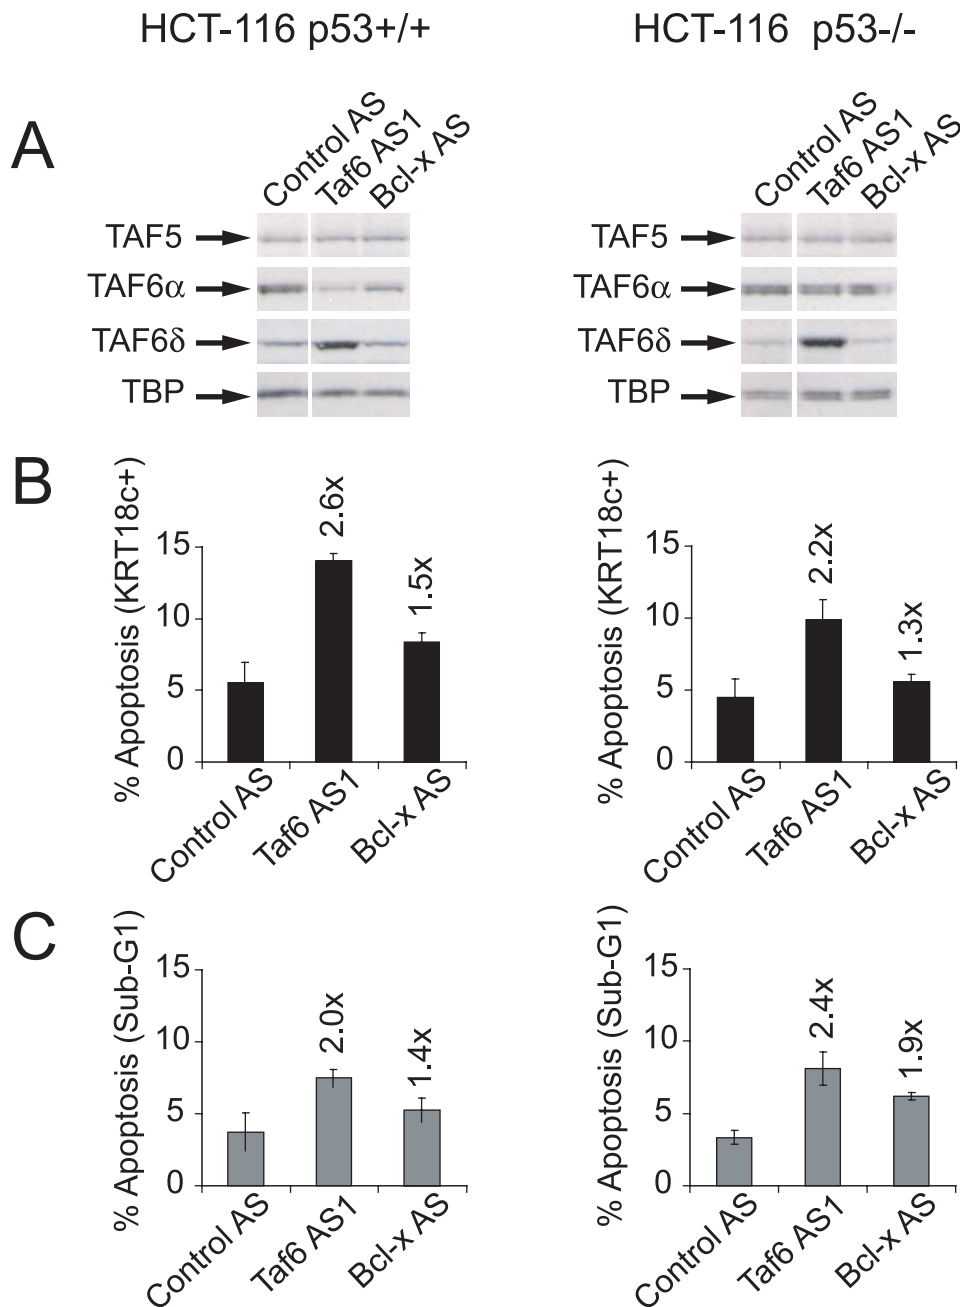 HCT-116 p53+/+
HCT-116 p53-/-
A
Control AS
Taf6 AS1
Bcl-x AS
TAF5
TAF6α
TAF6δ
TBP
Control AS
Taf6 AS1
Bcl-x AS
TAF5
TAF6α
TAF6δ
TBP
B
% Apoptosis (KRT18c+)
15
10
5
0
2.6x
1.5x
Control AS
Taf6 AS1
Bcl-x AS
% Apoptosis (KRT18c+)
15
10
5
0
2.2x
1.3x
Control AS
Taf6 AS1
Bcl-x AS
C
% Apoptosis (Sub-G1)
15
10
5
0
2.0x
1.4x
Control AS
Taf6 AS1
Bcl-x AS
% Apoptosis (Sub-G1)
15
10
5
0
2.4x
1.9x
Control AS
Taf6 AS1
Bcl-x AS